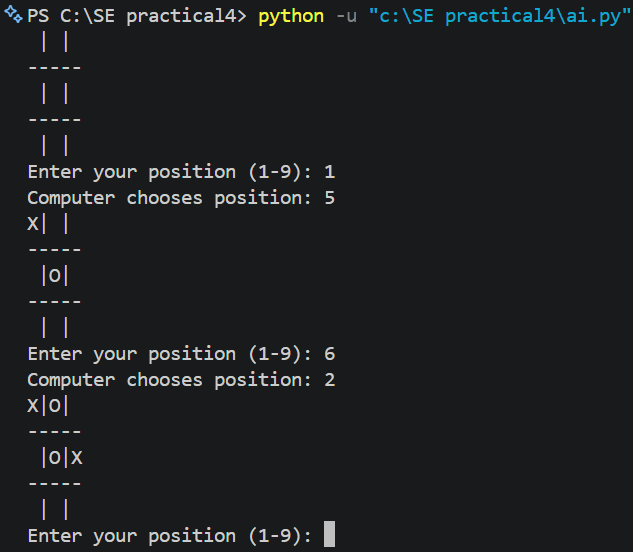 PS C:\SE practical4> python -u "c:\SE practical4\ai.py"
 | |
-----
 | |
-----
 | |
Enter your position (1-9): 1
Computer chooses position: 5
X| |
-----
 |O|
-----
 | |
Enter your position (1-9): 6
Computer chooses position: 2
X|O|
-----
 |O|X
-----
 | |
Enter your position (1-9):